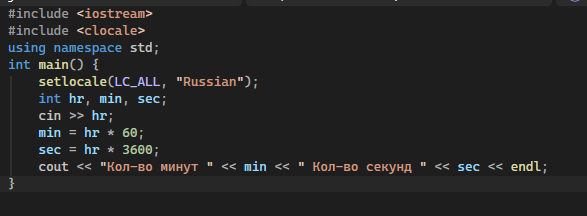 #include <iostream>
#include <clocale>
using namespace std;
int main() {
    setlocale(LC_ALL, "Russian");
    int hr, min, sec;
    cin >> hr;
    min = hr * 60;
    sec = hr * 3600;
    cout << "Кол-во минут " << min << " Кол-во секунд " << sec << endl;
}